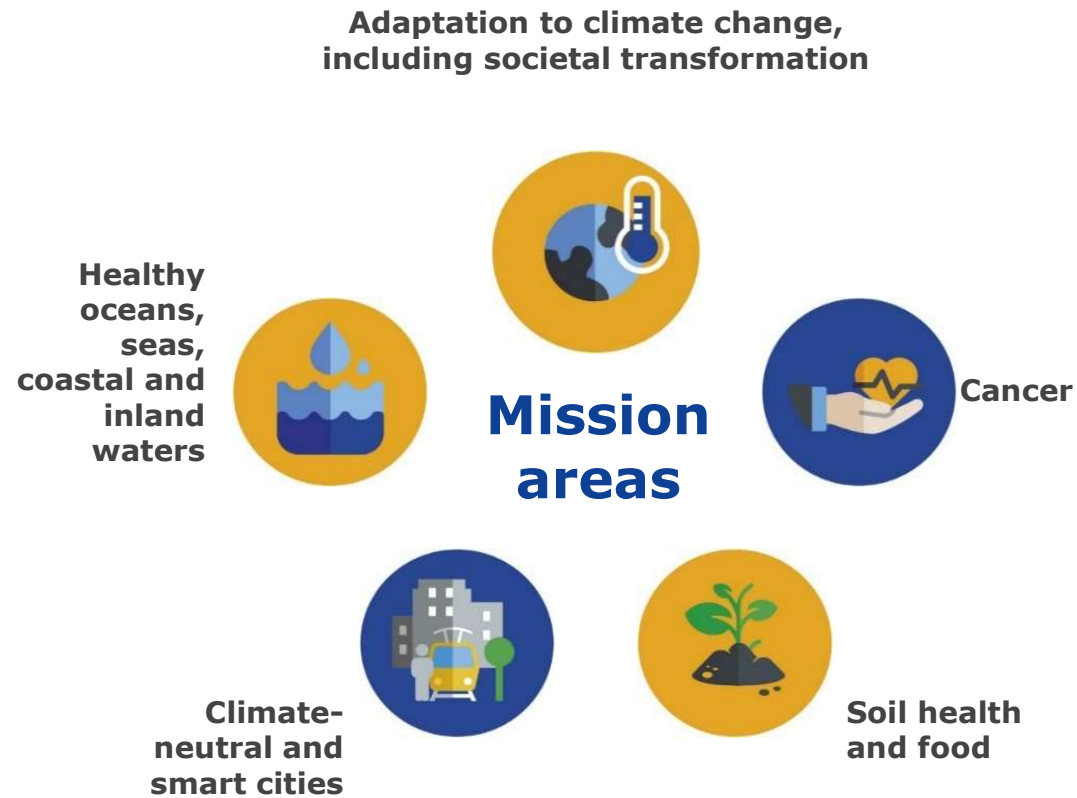 Adaptation to climate change,
including societal transformation
Healthy
oceans,
seas,
coastal and
inland
waters
Mission
areas
Cancer
Climate-
neutral and
smart cities
Soil health
and food